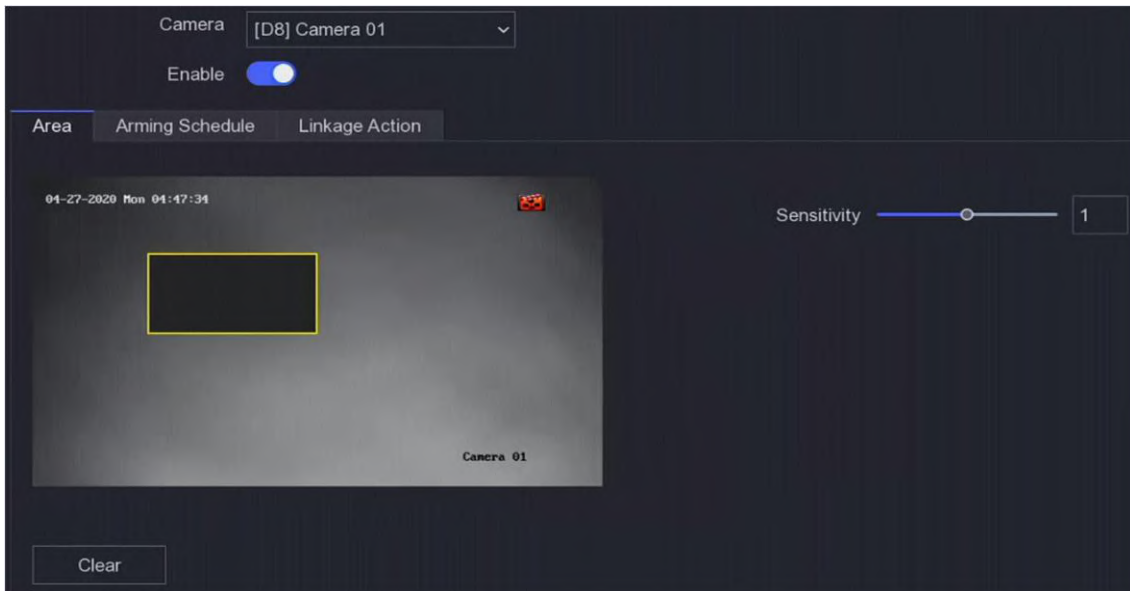 Camera [D8] Camera 01
Enable
Area Arming Schedule Linkage Action
04-27-2020 Mon 04:47:34
Sensitivity 1
Camera 01
Clear